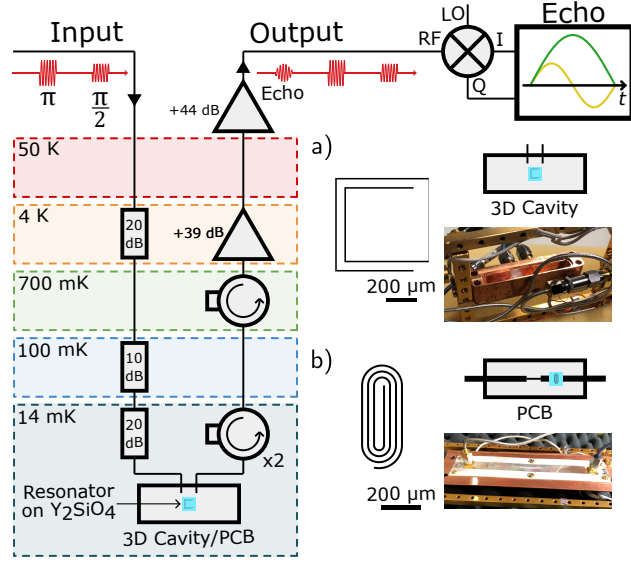 Input
Output
Echo
LO
RF
I
Q
t
π
π
2
Echo
+44 dB
50 K
4 K
20
dB
+39 dB
700 mK
100 mK
10
dB
14 mK
20
dB
x2
Resonator
on Y₂SiO₄
3D Cavity/PCB
a)
200 µm
3D Cavity
b)
200 µm
PCB